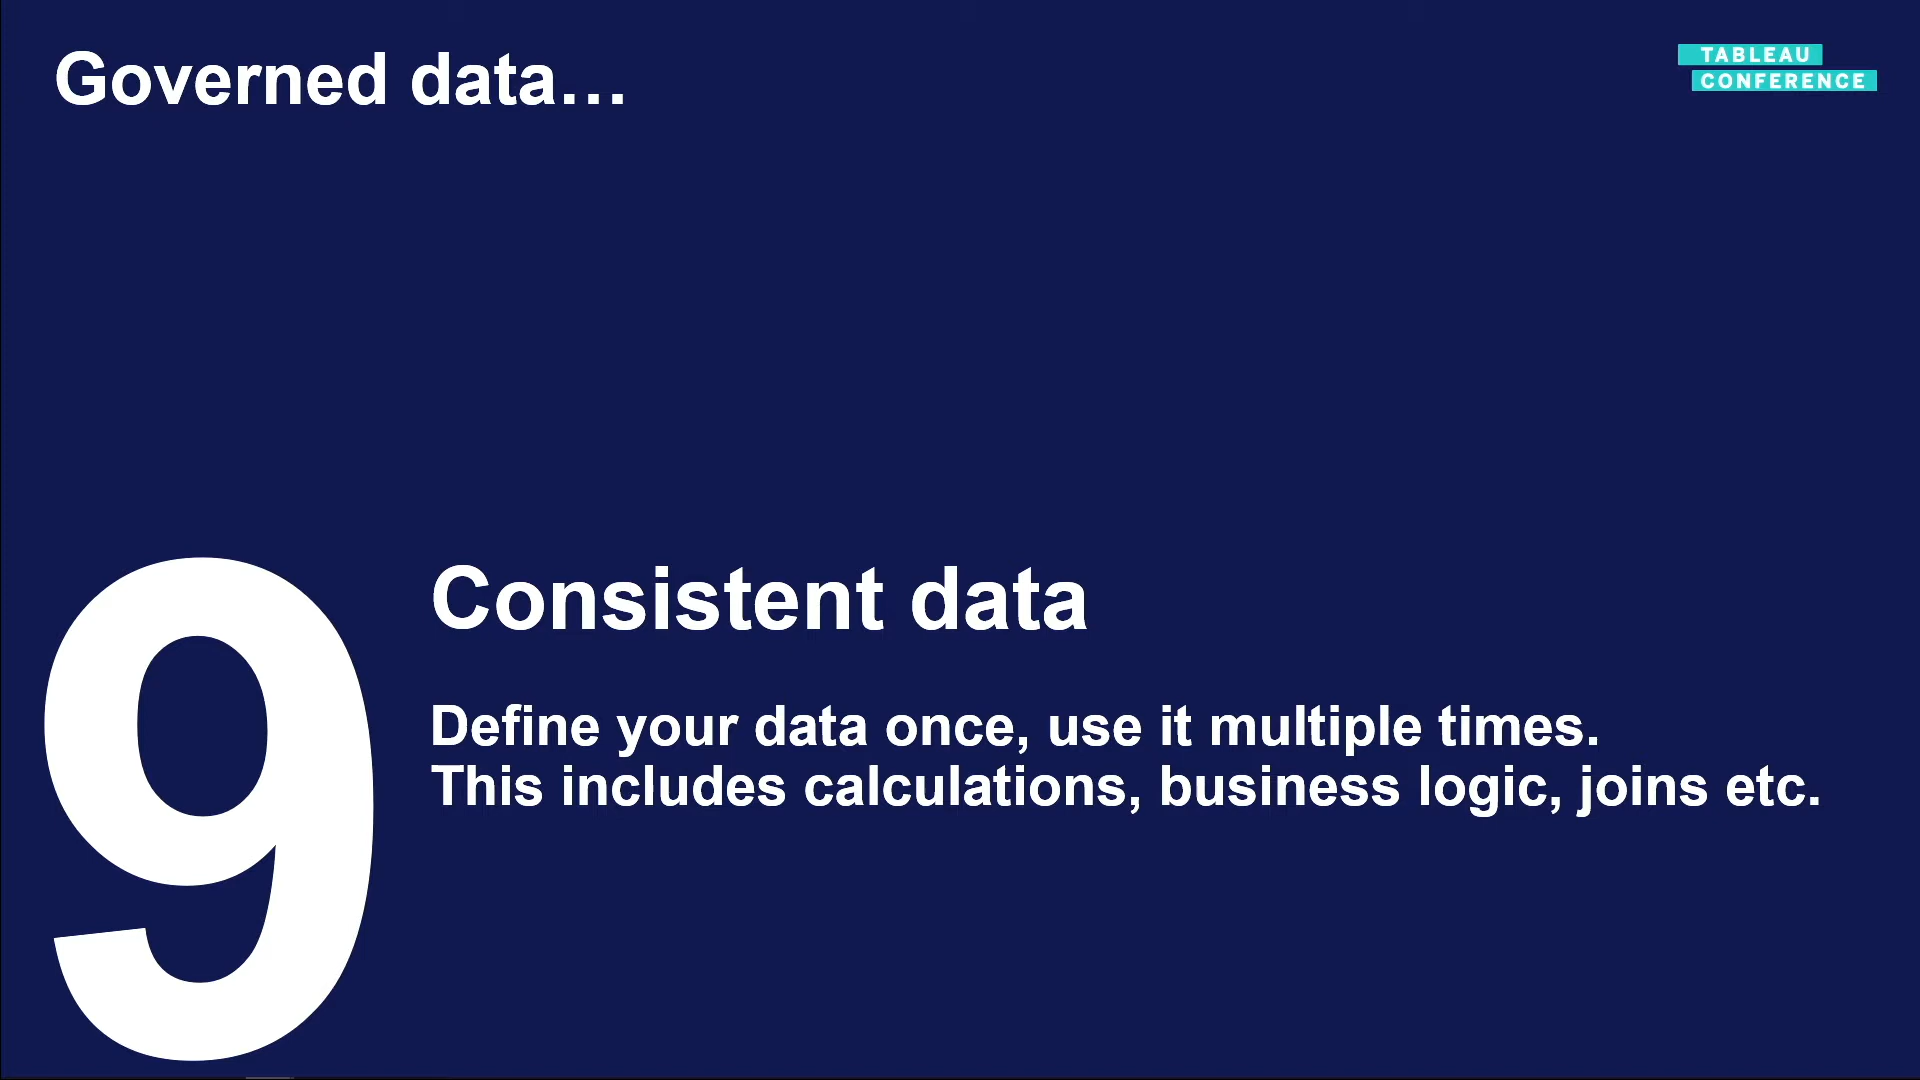 Governed data…
TABLEAU
CONFERENCE
9
Consistent data
Define your data once, use it multiple times.
This includes calculations, business logic, joins etc.